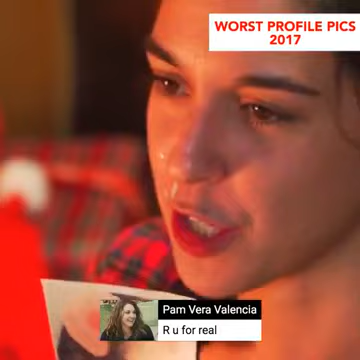 WORST PROFILE PICS
2017
Pam Vera Valencia
R u for real